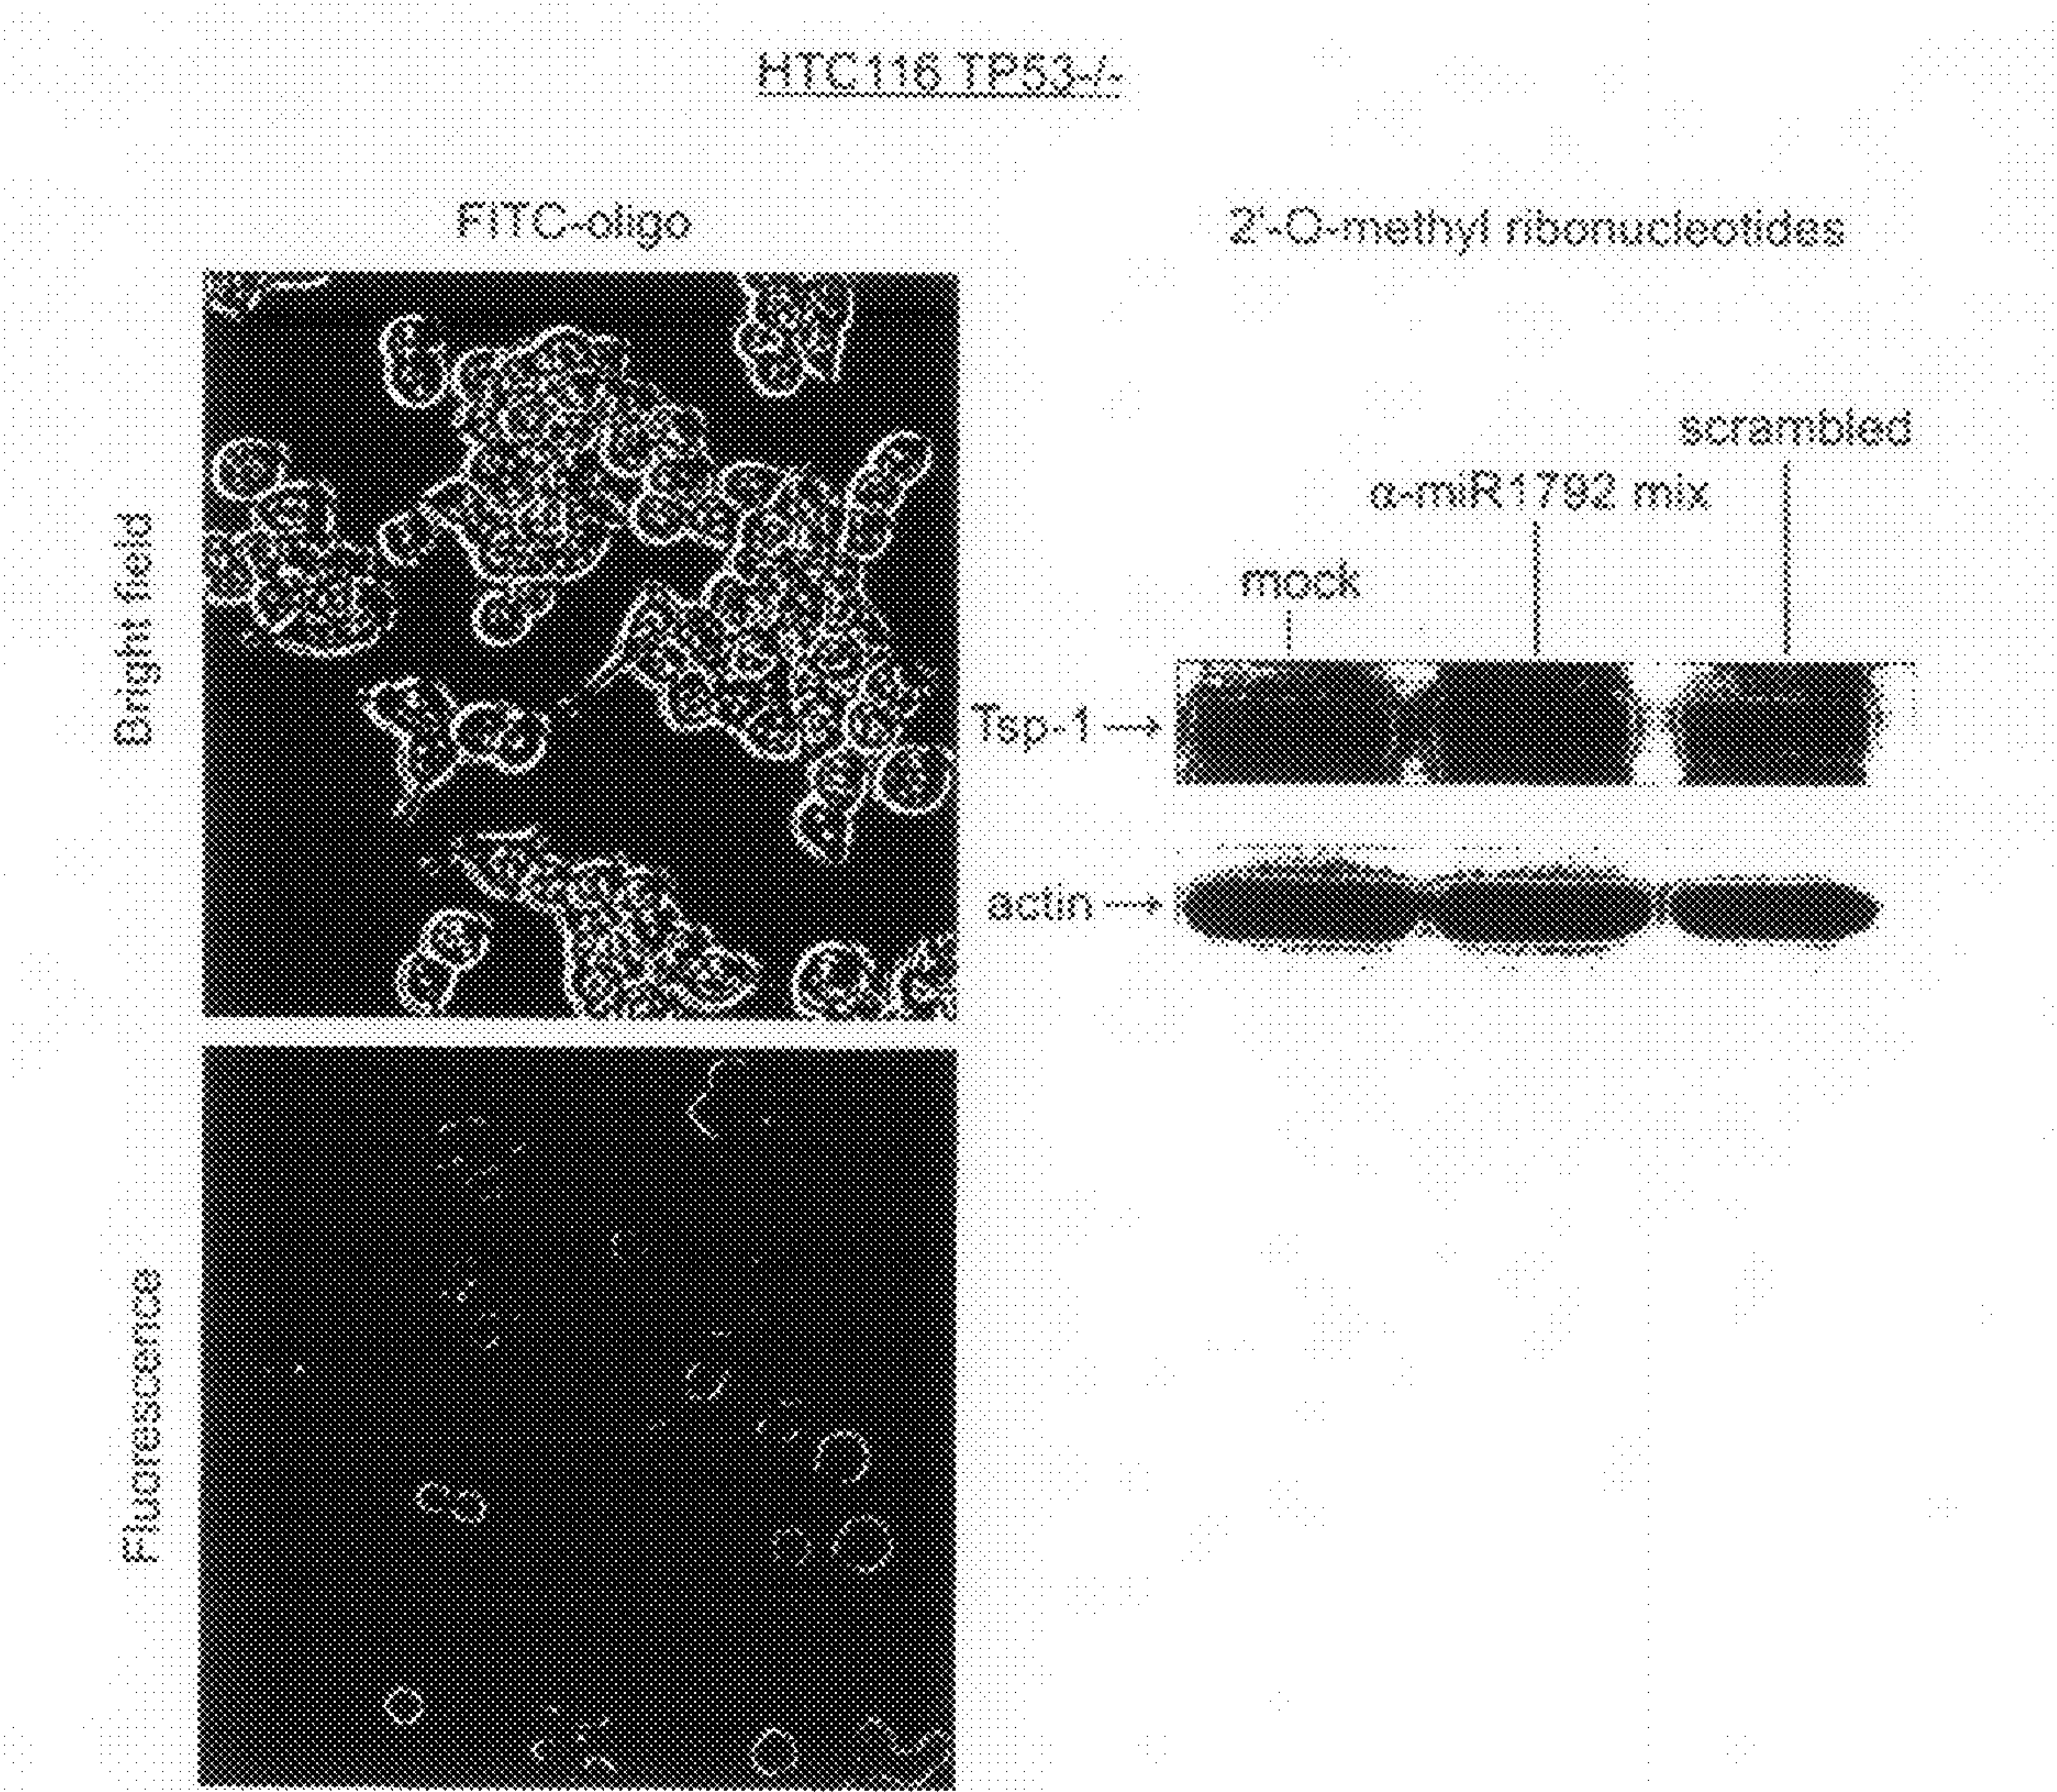 HTC116 TP53-/-
FITC-oligo
2'-O-methyl ribonucleotides
scrambled
α-miR1792 mix
mock
Bright field
Tsp-1
actin
Fluorescence